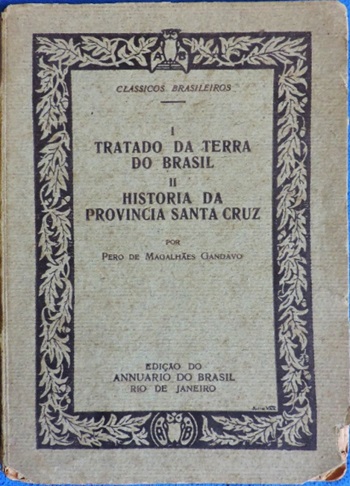 A B
CLASSICOS BRASILEIROS
I
TRATADO DA TERRA
DO BRASIL
II
HISTORIA DA
PROVINCIA SANTA CRUZ
POR
PERO DE MAGALHÃES GANDAVO
EDIÇÃO DO
ANNUARIO DO BRASIL
RIO DE JANEIRO